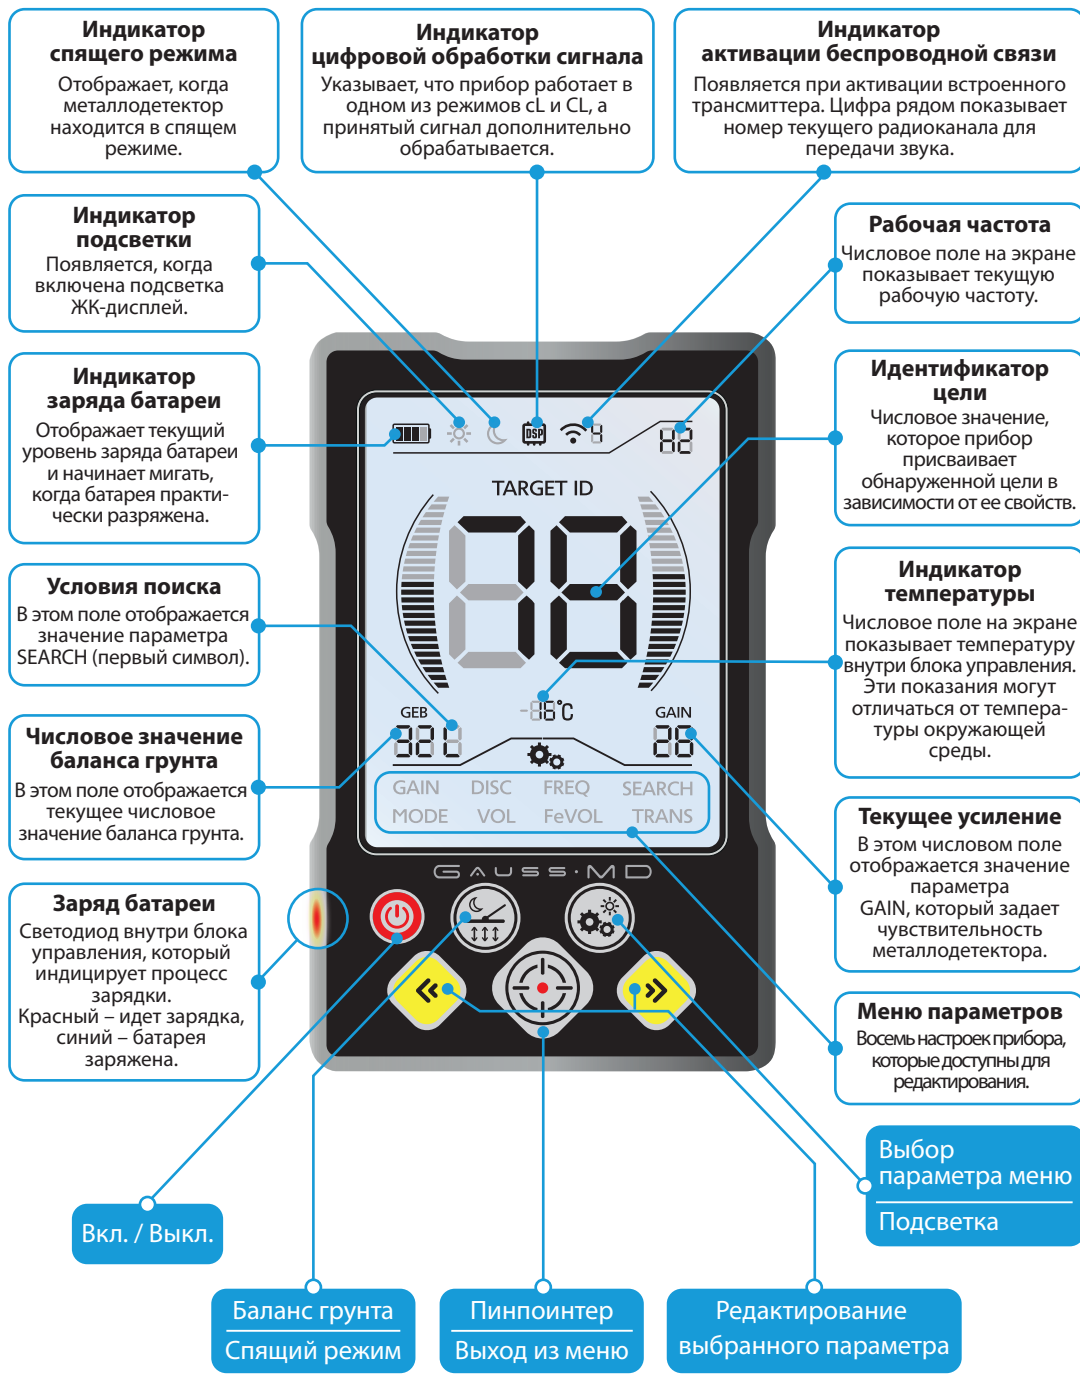 Индикатор
спящего режима
Отображает, когда
металлодетектор
находится в спящем
режиме.
Индикатор
цифровой обработки сигнала
Указывает, что прибор работает в
одном из режимов cL и CL, а
принятый сигнал дополнительно
обрабатывается.
Индикатор
активации беспроводной связи
Появляется при активации встроенного
трансмиттера. Цифра рядом показывает
номер текущего радиоканала для
передачи звука.
Индикатор
подсветки
Появляется, когда
включена подсветка
ЖК-дисплей.
Рабочая частота
Числовое поле на экране
показывает текущую
рабочую частоту.
Индикатор
заряда батареи
Отображает текущий
уровень заряда батареи
и начинает мигать,
когда батарея практи-
чески разряжена.
Идентификатор
цели
Числовое значение,
которое прибор
присваивает
обнаруженной цели в
зависимости от ее свойств.
Условия поиска
В этом поле отображается
значение параметра
SEARCH (первый символ).
Индикатор
температуры
Числовое поле на экране
показывает температуру
внутри блока управления.
Эти показания могут
отличаться от темпера-
туры окружающей
среды.
Числовое значение
баланса грунта
В этом поле отображается
текущее числовое
значение баланса грунта.
Текущее усиление
В этом числовом поле
отображается значение
параметра
GAIN, который задает
чувствительность
металлодетектора.
Заряд батареи
Светодиод внутри блока
управления, который
индицирует процесс
зарядки.
Красный – идет зарядка,
синий – батарея
заряжена.
Меню параметров
Восемь настроек прибора,
которые доступны для
редактирования.
DSP 4 12
TARGET ID
18
16°C
GEB GAIN
32L 26
GAIN DISC FREQ SEARCH
MODE VOL FeVOL TRANS
GAUSS·MD
Выбор
параметра меню
Подсветка
Вкл. / Выкл.
Баланс грунта
Спящий режим
Пинпоинтер
Выход из меню
Редактирование
выбранного параметра